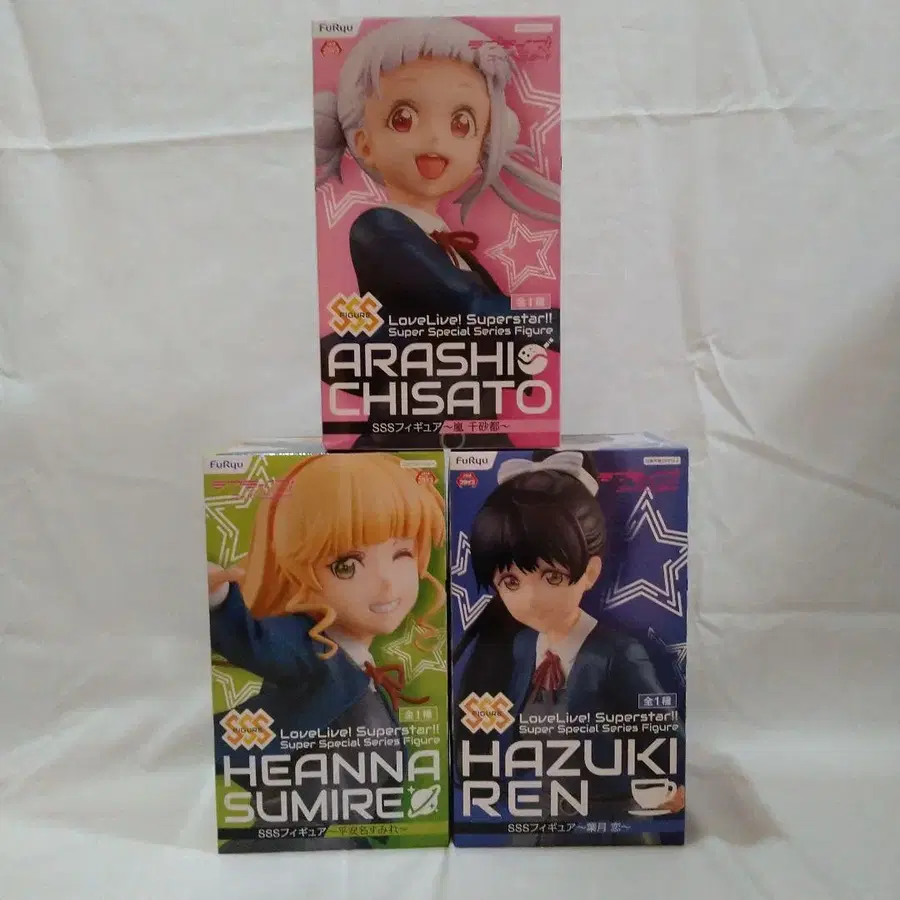 FuRyu
全1種
SSS
FIGURE
LoveLive! Superstar!!
Super Special Series Figure
ARASHI
CHISATO
SSSフィギュア～嵐 千砂都～
FuRyu
全1種
SSS
FIGURE
LoveLive! Superstar!!
Super Special Series Figure
HEANNA
SUMIRE
SSSフィギュア～平安名すみれ～
FuRyu
全1種
SSS
FIGURE
LoveLive! Superstar!!
Super Special Series Figure
HAZUKI
REN
SSSフィギュア～葉月 恋～